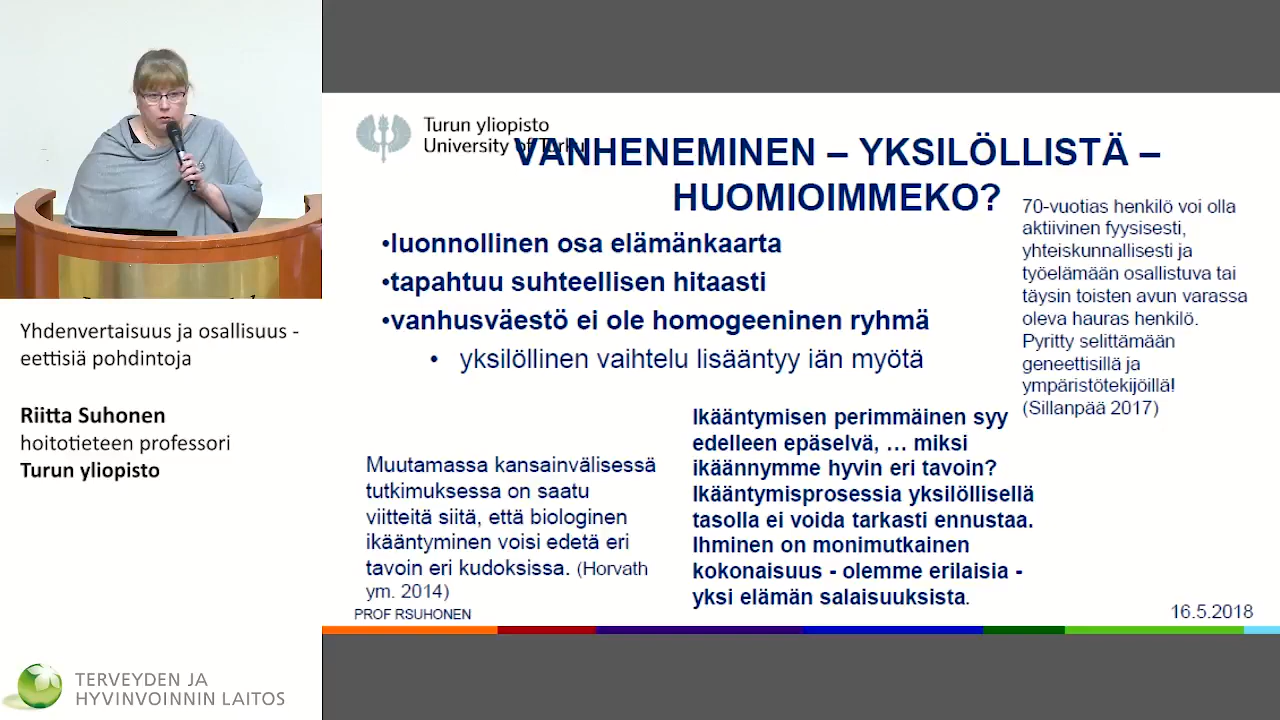 Yhdenvertaisuus ja osallisuus -
eettisiä pohdintoja
Riitta Suhonen
hoitotieteen professori
Turun yliopisto
TERVEYDEN JA
HYVINVOINNIN LAITOS
Turun yliopisto
University of Turku
VANHENEMINEN – YKSILÖLLISTÄ –
HUOMIOIMMEKO?
•luonnollinen osa elämänkaarta
•tapahtuu suhteellisen hitaasti
•vanhusväestö ei ole homogeeninen ryhmä
• yksilöllinen vaihtelu lisääntyy iän myötä
70-vuotias henkilö voi olla
aktiivinen fyysisesti,
yhteiskunnallisesti ja
työelämään osallistuva tai
täysin toisten avun varassa
oleva hauras henkilö.
Pyritty selittämään
geneettisillä ja
ympäristötekijöillä!
(Sillanpää 2017)
Muutamassa kansainvälisessä
tutkimuksessa on saatu
viitteitä siitä, että biologinen
ikääntyminen voisi edetä eri
tavoin eri kudoksissa. (Horvath
ym. 2014)
Ikääntymisen perimmäinen syy
edelleen epäselvä, … miksi
ikäännymme hyvin eri tavoin?
Ikääntymisprosessia yksilöllisellä
tasolla ei voida tarkasti ennustaa.
Ihminen on monimutkainen
kokonaisuus - olemme erilaisia -
yksi elämän salaisuuksista.
PROF RSUHONEN
16.5.2018